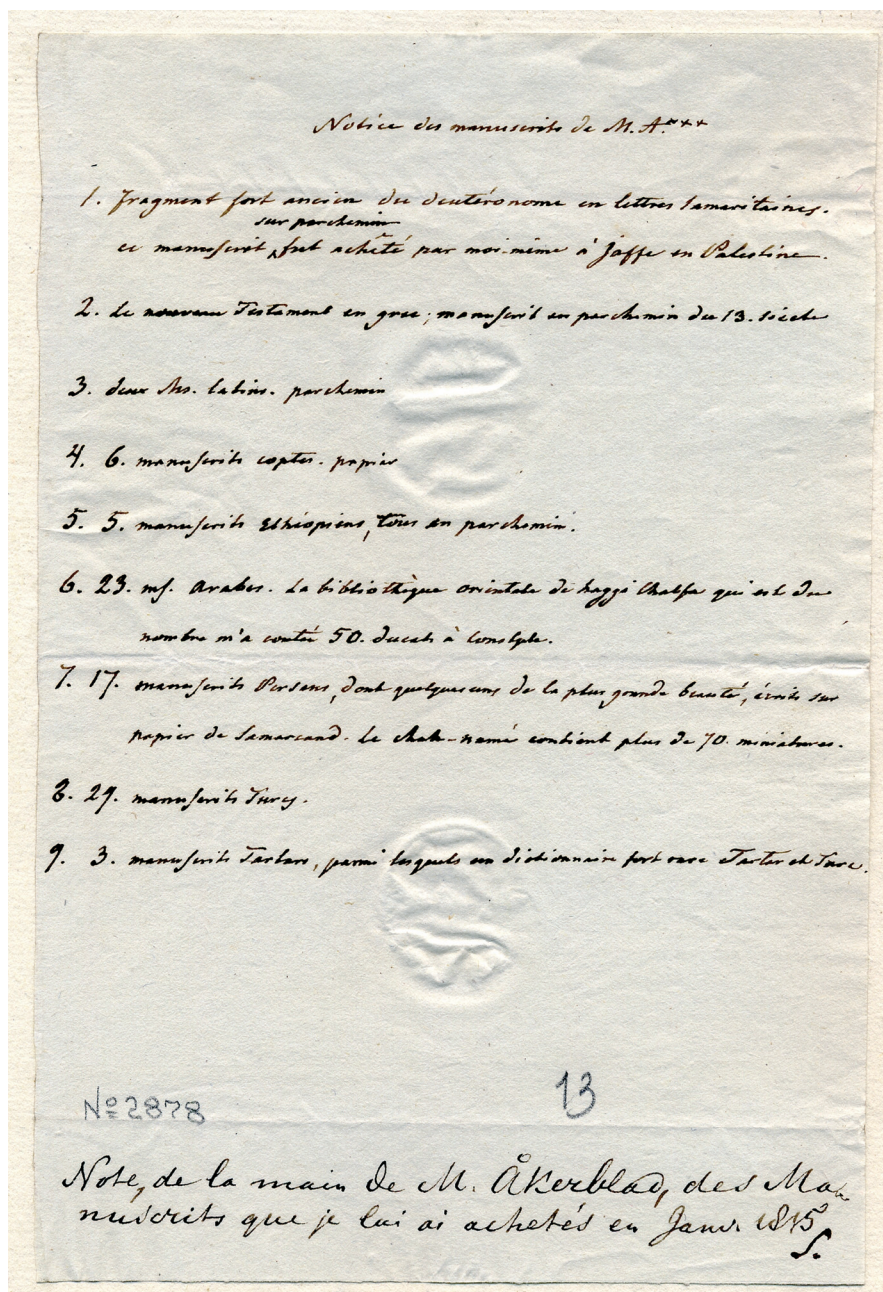 Notice des manuscrits de M. A.***
1. fragment fort ancien du deutéronome en lettres samaritaines.
sur parchemin
ce manuscrit fut achêté par moi-même à Jaffe en Palestine.
2. Le nouveau Testament en grec; manuscrit en parchemin du 13. siècle
3. deux Ms. latins. parchemin
4. 6. manuscrits coptes. papier
5. 5. manuscrits Ethiopiens, tous en parchemin.
6. 23. ms. arabes. La bibliothèque orientale de haggi Chalfa qui est du
nombre m'a coûté 50. ducats à Constple.
7. 17. manuscrits Persans, dont quelques uns de la plus grande beauté, écrits sur
papier de Samarcand. Le chah-namé contient plus de 70. miniatures.
8. 29. manuscrits Turcs.
9. 3. manuscrits Tartars, parmi lesquels un dictionnaire fort rare Tartar et Turc.
No 2878
13
Note, de la main de M. Åkerblad, des Ma-
nuscrits que je lui ai achetés en Janv. 1815
S.